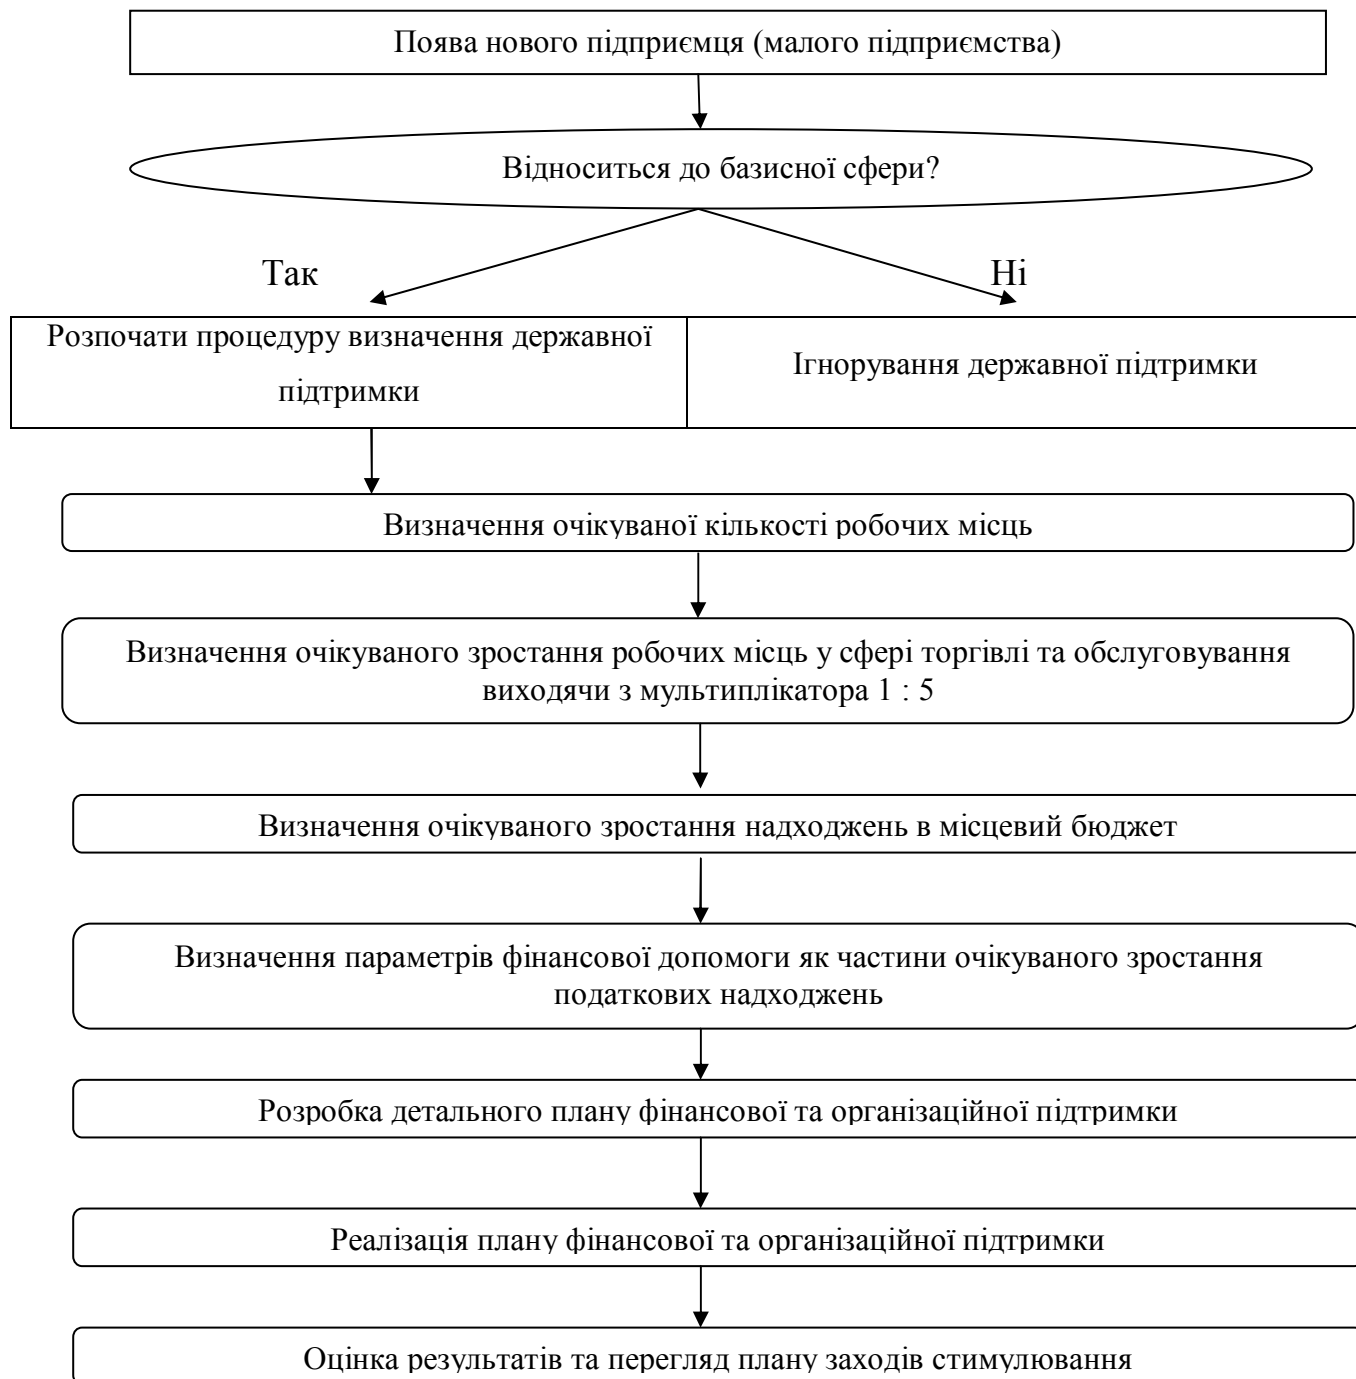 Поява нового підприємця (малого підприємства)
Відноситься до базисної сфери?
Так
Ні
Розпочати процедуру визначення державної
підтримки
Ігнорування державної підтримки
Визначення очікуваної кількості робочих місць
Визначення очікуваного зростання робочих місць у сфері торгівлі та обслуговування
виходячи з мультиплікатора 1 : 5
Визначення очікуваного зростання надходжень в місцевий бюджет
Визначення параметрів фінансової допомоги як частини очікуваного зростання
податкових надходжень
Розробка детального плану фінансової та організаційної підтримки
Реалізація плану фінансової та організаційної підтримки
Оцінка результатів та перегляд плану заходів стимулювання